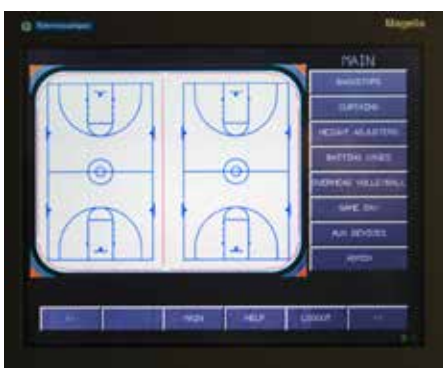 Magelis
MAIN
BACKSTOPS
CURTAINS
HEIGHT ADJUSTERS
BATTING CAGES
OVERHEAD VOLLEYBALL
GAME DAY
AUX DEVICES
ADMIN
MAIN
HELP
LOGOUT